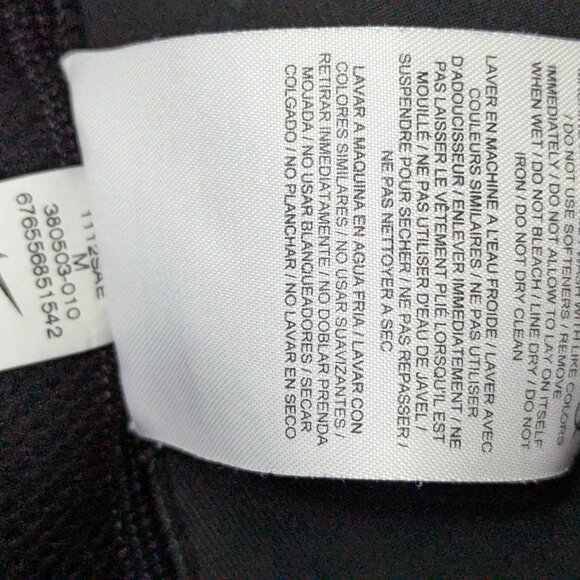 H LIKE COLORS
/ DO NOT USE SOFTENERS / REMOVE
IMMEDIATELY / DO NOT ALLOW TO LAY ON ITSELF
WHEN WET / DO NOT BLEACH / LINE DRY / DO NOT
IRON / DO NOT DRY CLEAN
LAVER EN MACHINE A L'EAU FROIDE / LAVER AVEC
COULEURS SIMILAIRES / NE PAS UTILISER
D'ADOUCISSEUR / ENLEVER IMMEDIATEMENT / NE
PAS LAISSER LE VÊTEMENT PLIÉ LORSQU'IL EST
MOUILLÉ / NE PAS UTILISER D'EAU DE JAVEL /
SUSPENDRE POUR SECHER / NE PAS REPASSER /
NE PAS NETTOYER A SEC
LAVAR A MAQUINA EN AGUA FRIA / LAVAR CON
COLORES SIMILARES / NO USAR SUAVIZANTES /
RETIRAR INMEDIATAMENTE / NO DOBLAR PRENDA
MOJADA / NO USAR BLANQUEADORES / SECAR
COLGADO / NO PLANCHAR / NO LAVAR EN SECO
1112SAE
M
380503-010
676556851542